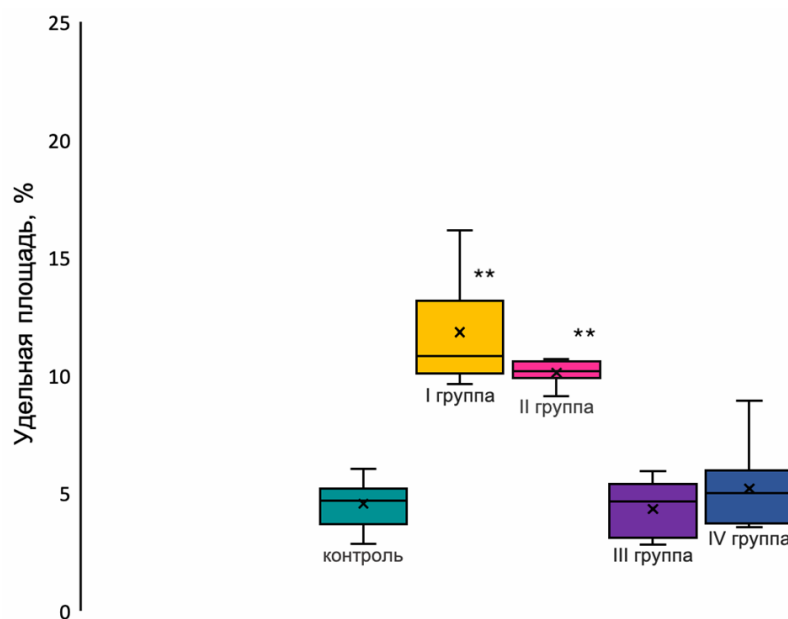 Удельная площадь, %
25
20
15
10
5
0
**
**
I группа
II группа
контроль
III группа
IV группа